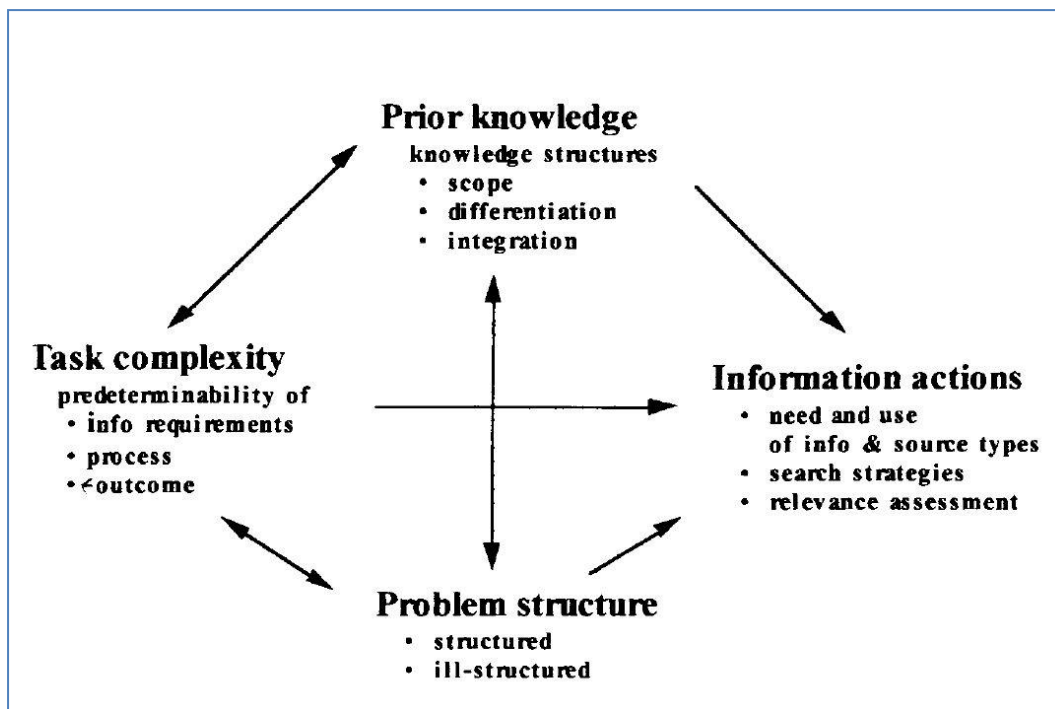 Prior knowledge
knowledge structures
• scope
• differentiation
• integration
Task complexity
predeterminability of
• info requirements
• process
• outcome
Information actions
• need and use
of info & source types
• search strategies
• relevance assessment
Problem structure
• structured
• ill-structured